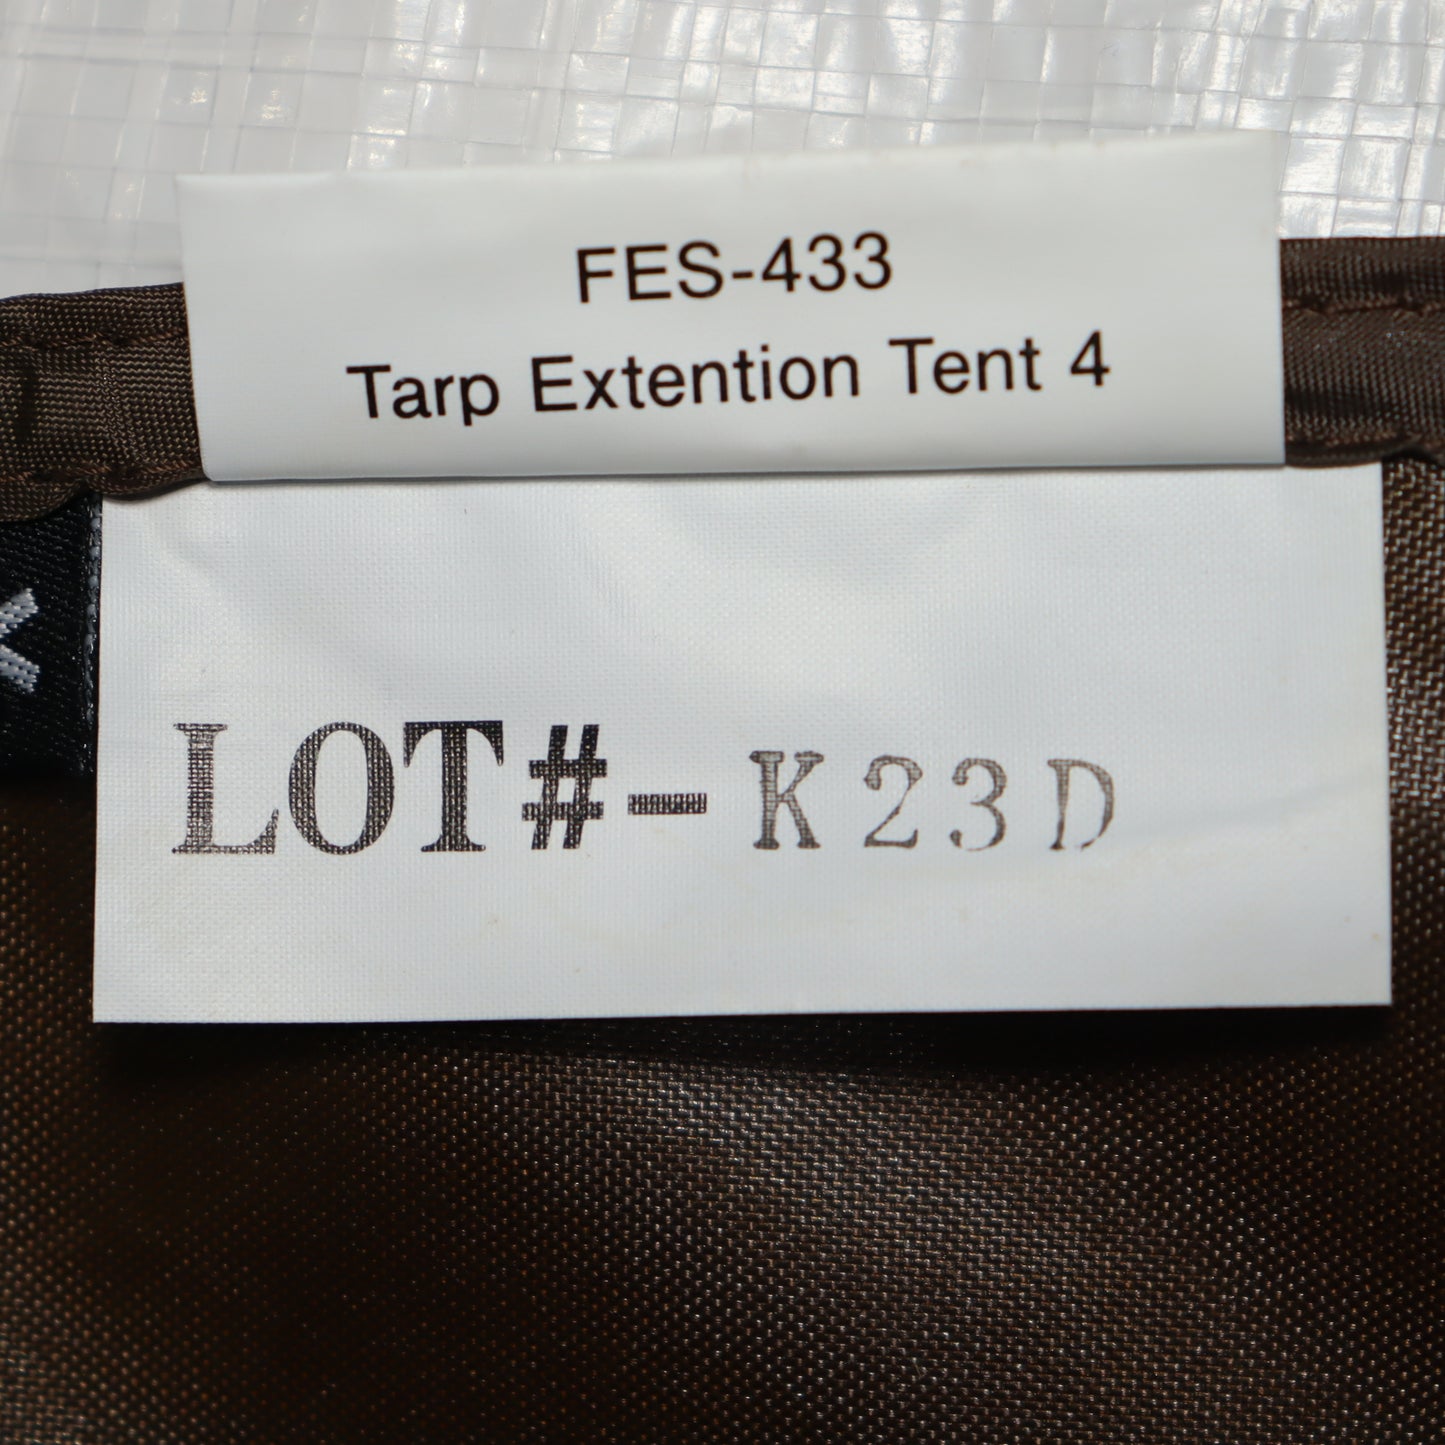 FES-433
Tarp Extention Tent 4
LOT#-K23D